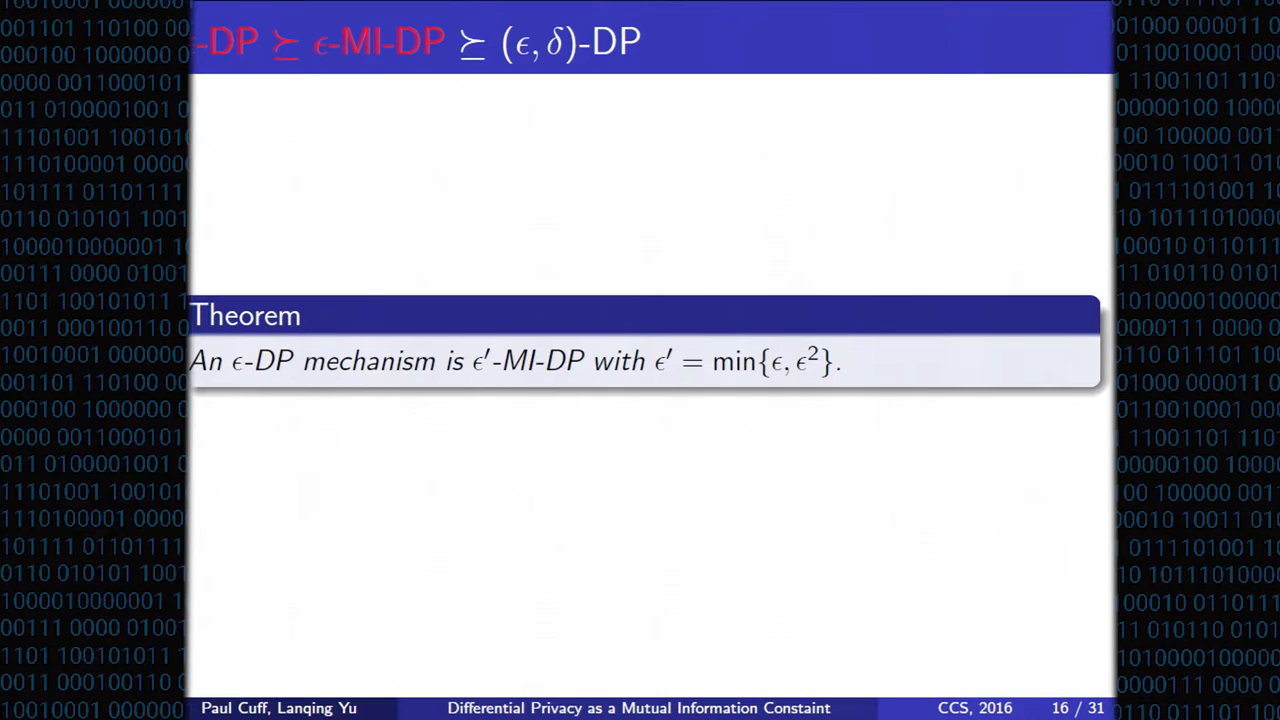 -DP ⪰ ϵ-MI-DP ⪰ (ϵ, δ)-DP
Theorem
An ϵ-DP mechanism is ϵ′-MI-DP with ϵ′ = min{ϵ, ϵ²}.
Paul Cuff, Lanqing Yu Differential Privacy as a Mutual Information Constaint CCS, 2016 16 / 31